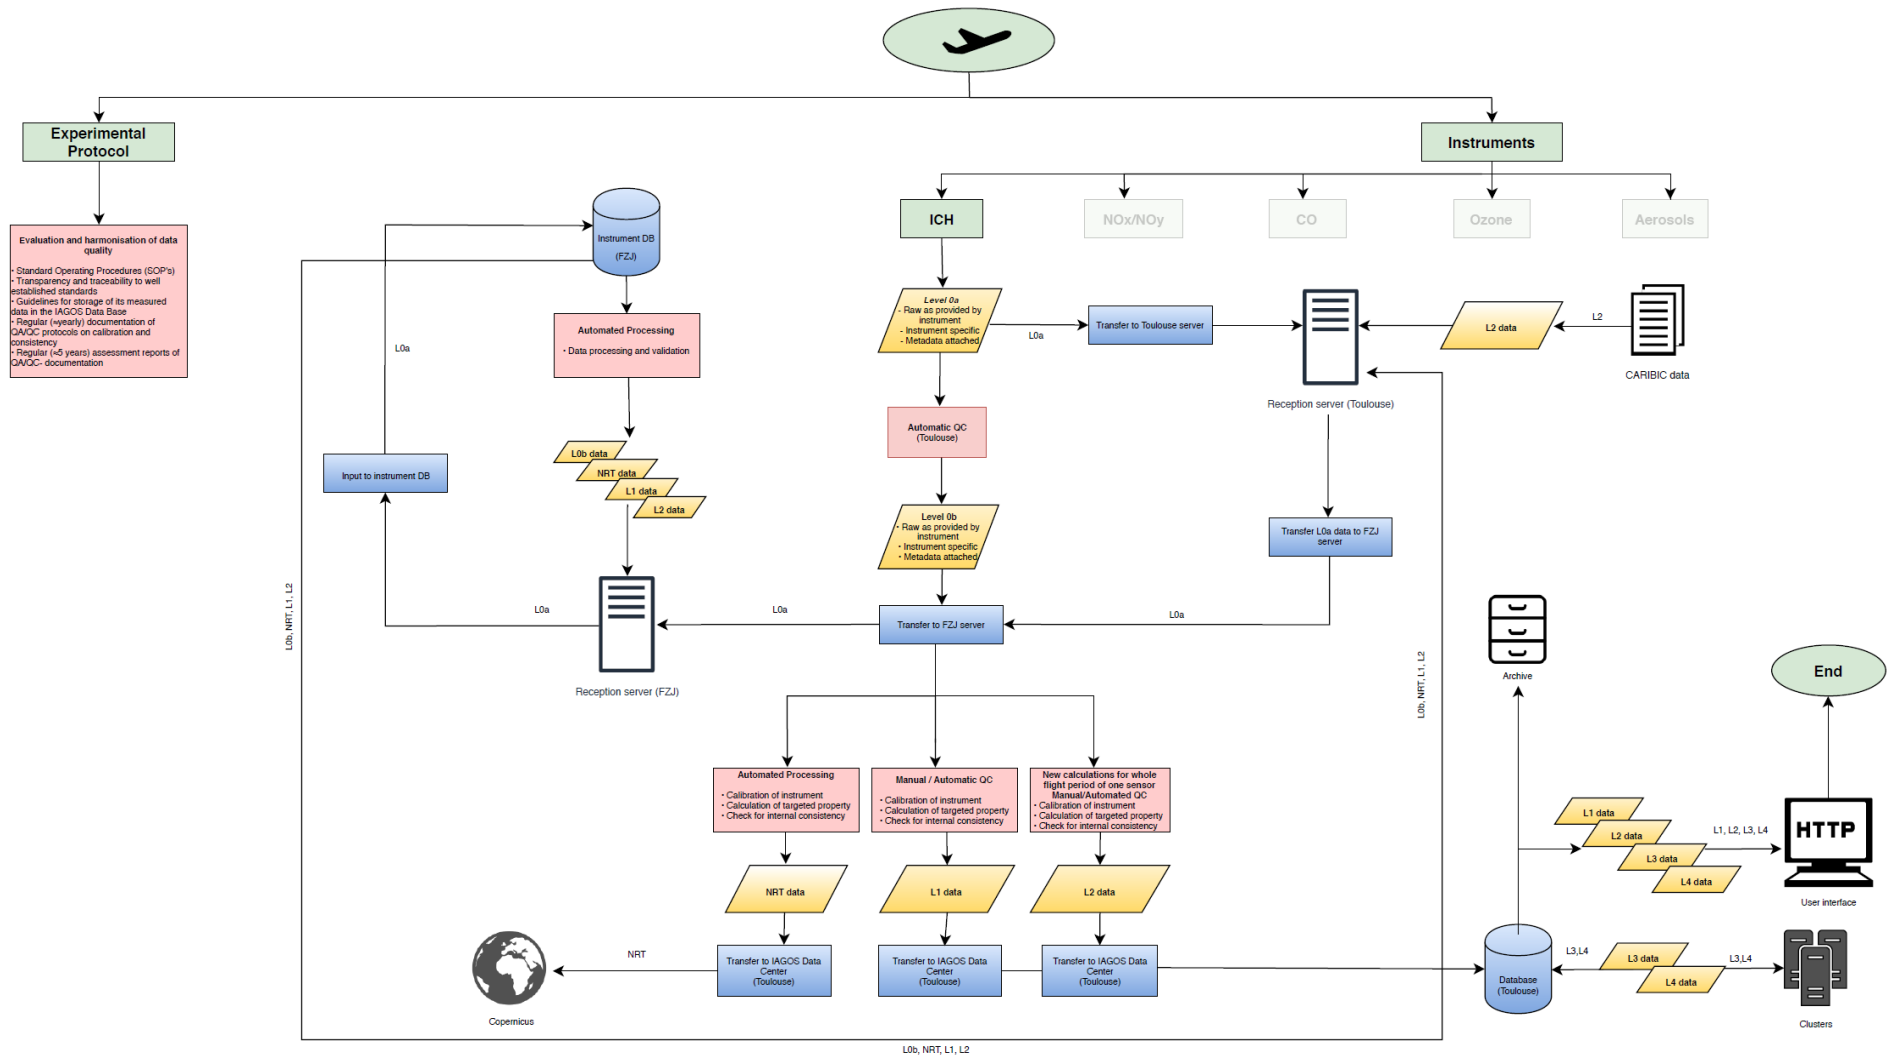 Experimental
Protocol
Instruments
ICH
NOx/NOy
CO
Ozone
Aerosols
Evaluation and harmonisation of data
quality
• Standard Operating Procedures (SOP's)
• Transparency and traceability to well
established standards
• Guidelines for storage of its measured
data in the IAGOS Data Base
• Regular (≈yearly) documentation of
QA/QC protocols on calibration and
consistency
• Regular (≈5 years) assessment reports of
QA/QC- documentation
Instrument DB
(FZJ)
Automated Processing
• Data processing and validation
L0a
Input to instrument DB
L0b data
NRT data
L1 data
L2 data
L0a
Reception server (FZJ)
L0b, NRT, L1, L2
Level 0a
- Raw as provided by
instrument
- Instrument specific
- Metadata attached
L0a
Transfer to Toulouse server
Reception server (Toulouse)
L2 data
L2
CARIBIC data
Automatic QC
(Toulouse)
Level 0b
• Raw as provided by
instrument
• Instrument specific
• Metadata attached
Transfer L0a data to FZJ
server
L0a
Transfer to FZJ server
L0a
L0b, NRT, L1, L2
Automated Processing
• Calibration of instrument
• Calculation of targeted property
• Check for internal consistency
Manual / Automatic QC
• Calibration of instrument
• Calculation of targeted property
• Check for internal consistency
New calculations for whole
flight period of one sensor
Manual/Automated QC
• Calibration of instrument
• Calculation of targeted property
• Check for internal consistency
NRT data
L1 data
L2 data
Transfer to IAGOS Data
Center
(Toulouse)
Transfer to IAGOS Data
Center
(Toulouse)
Transfer to IAGOS Data
Center
(Toulouse)
NRT
Copernicus
L0b, NRT, L1, L2
Archive
End
L1 data
L2 data
L3 data
L4 data
L1, L2, L3, L4
HTTP
User interface
Database
(Toulouse)
L3,L4
L3 data
L4 data
L3,L4
Clusters